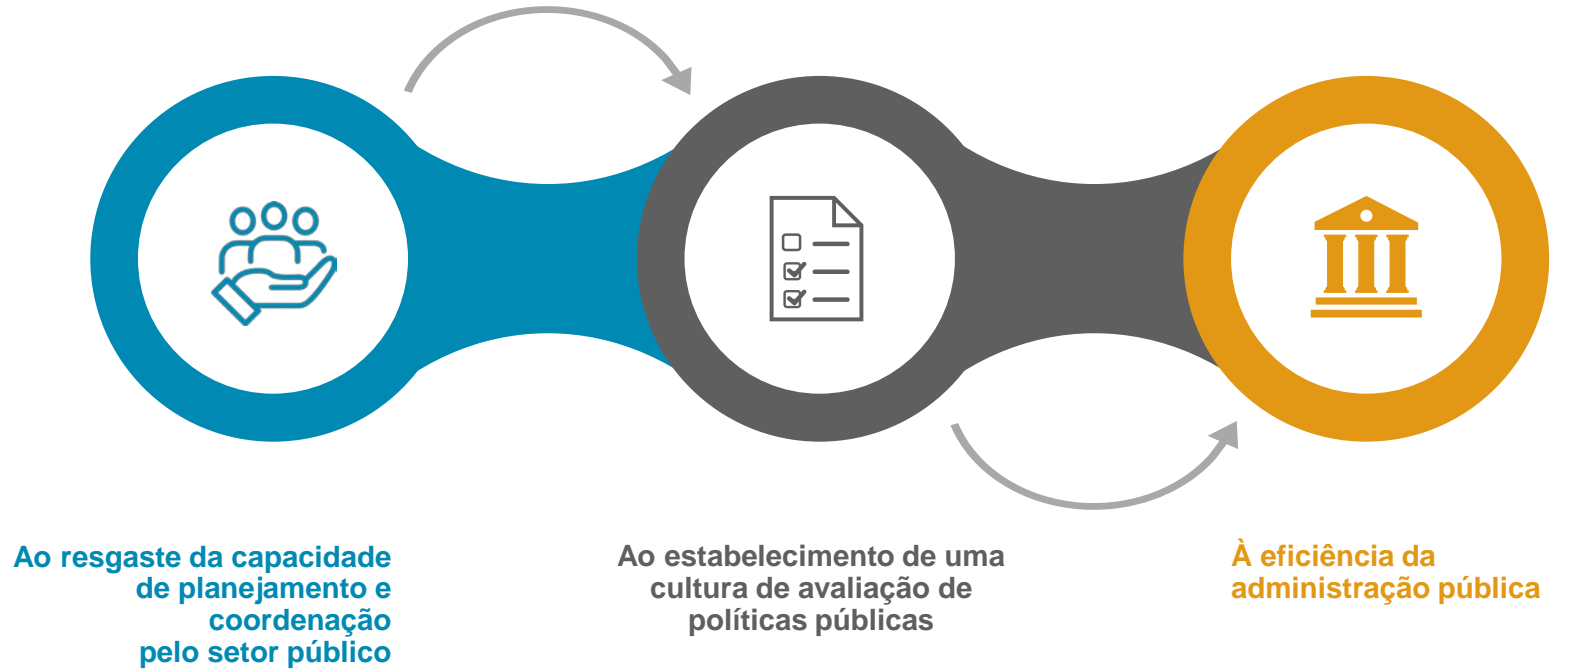 Ao resgaste da capacidade
de planejamento e
coordenação
pelo setor público
Ao estabelecimento de uma
cultura de avaliação de
políticas públicas
À eficiência da
administração pública